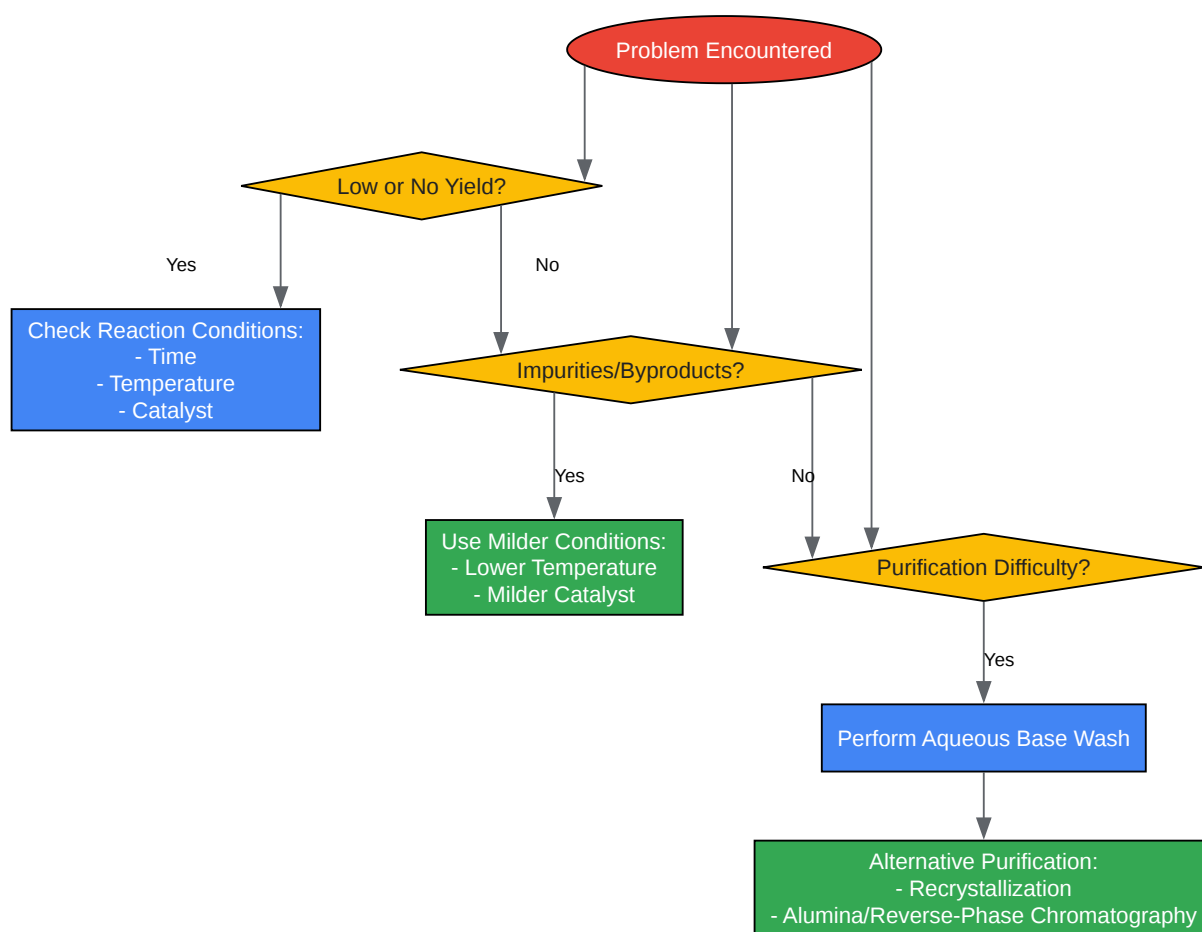 Problem Encountered
Low or No Yield?
Yes
No
Check Reaction Conditions:
- Time
- Temperature
- Catalyst
Impurities/Byproducts?
Yes
No
Use Milder Conditions:
- Lower Temperature
- Milder Catalyst
Purification Difficulty?
Yes
Perform Aqueous Base Wash
Alternative Purification:
- Recrystallization
- Alumina/Reverse-Phase Chromatography